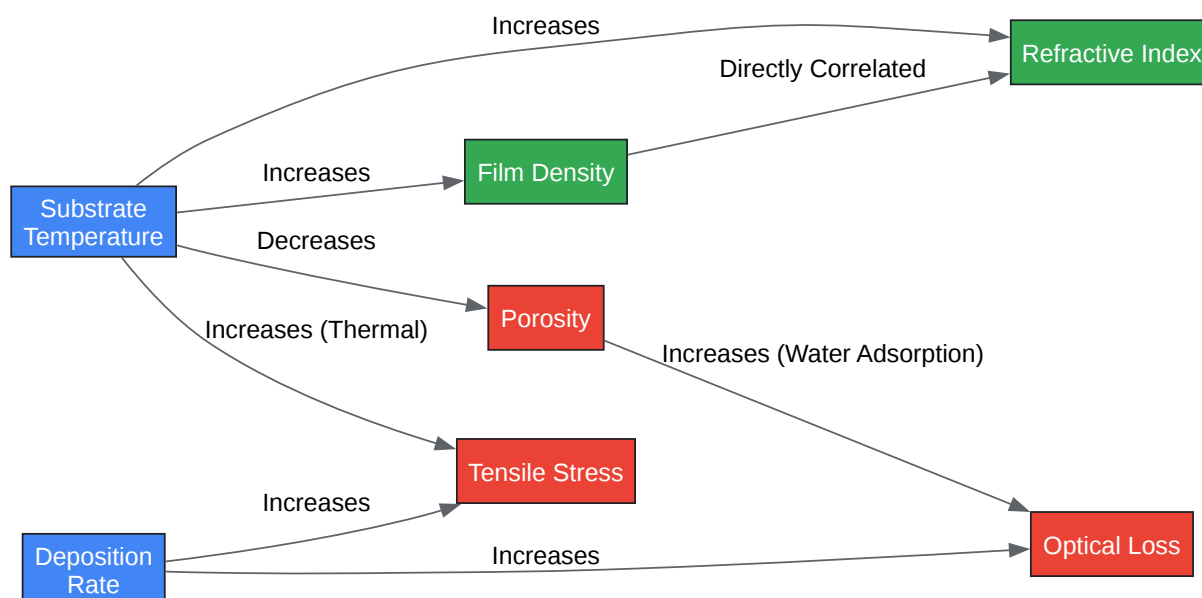 Increases
Refractive Index
Directly Correlated
Increases
Film Density
Substrate
Temperature
Decreases
Porosity
Increases (Thermal)
Increases (Water Adsorption)
Tensile Stress
Increases
Deposition
Rate
Increases
Optical Loss